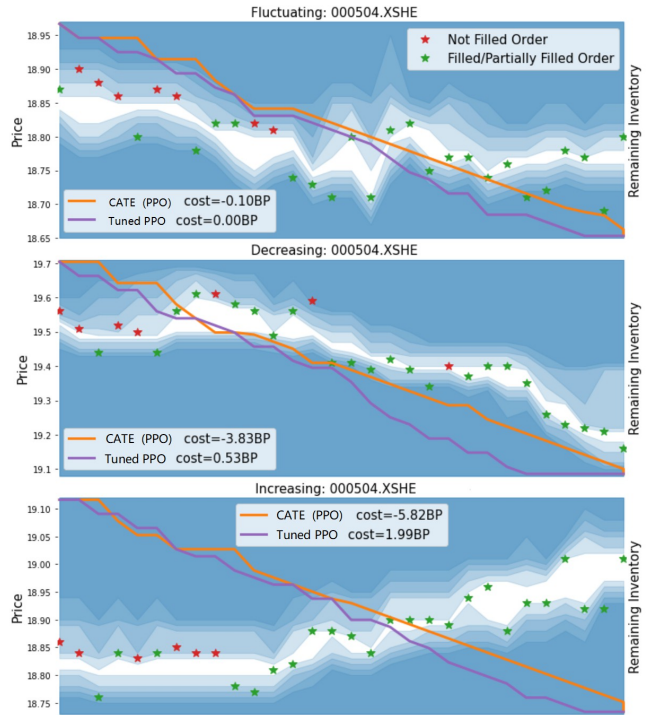 Fluctuating: 000504.XSHE
Price
18.95
18.90
18.85
18.80
18.75
18.70
18.65
Not Filled Order
Filled/Partially Filled Order
CATE (PPO) cost=-0.10BP
Tuned PPO cost=0.00BP
Remaining Inventory
Decreasing: 000504.XSHE
Price
19.7
19.6
19.5
19.4
19.3
19.2
19.1
CATE (PPO) cost=-3.83BP
Tuned PPO cost=0.53BP
Remaining Inventory
Increasing: 000504.XSHE
Price
19.10
19.05
19.00
18.95
18.90
18.85
18.80
18.75
CATE (PPO) cost=-5.82BP
Tuned PPO cost=1.99BP
Remaining Inventory